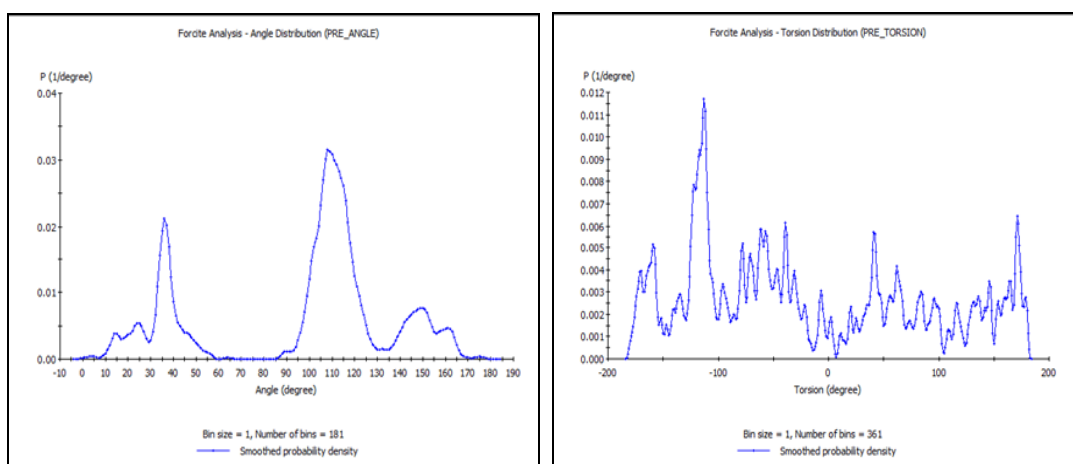 Forcite Analysis - Angle Distribution (PRE_ANGLE)
P (1/degree)
0.04
0.03
0.02
0.01
0.00
-10 0 10 20 30 40 50 60 70 80 90 100 110 120 130 140 150 160 170 180 190
Angle (degree)
Bin size = 1, Number of bins = 181
Smoothed probability density
Forcite Analysis - Torsion Distribution (PRE_TORSION)
P (1/degree)
0.012
0.011
0.010
0.009
0.008
0.007
0.006
0.005
0.004
0.003
0.002
0.001
0.000
-200 -100 0 100 200
Torsion (degree)
Bin size = 1, Number of bins = 361
Smoothed probability density